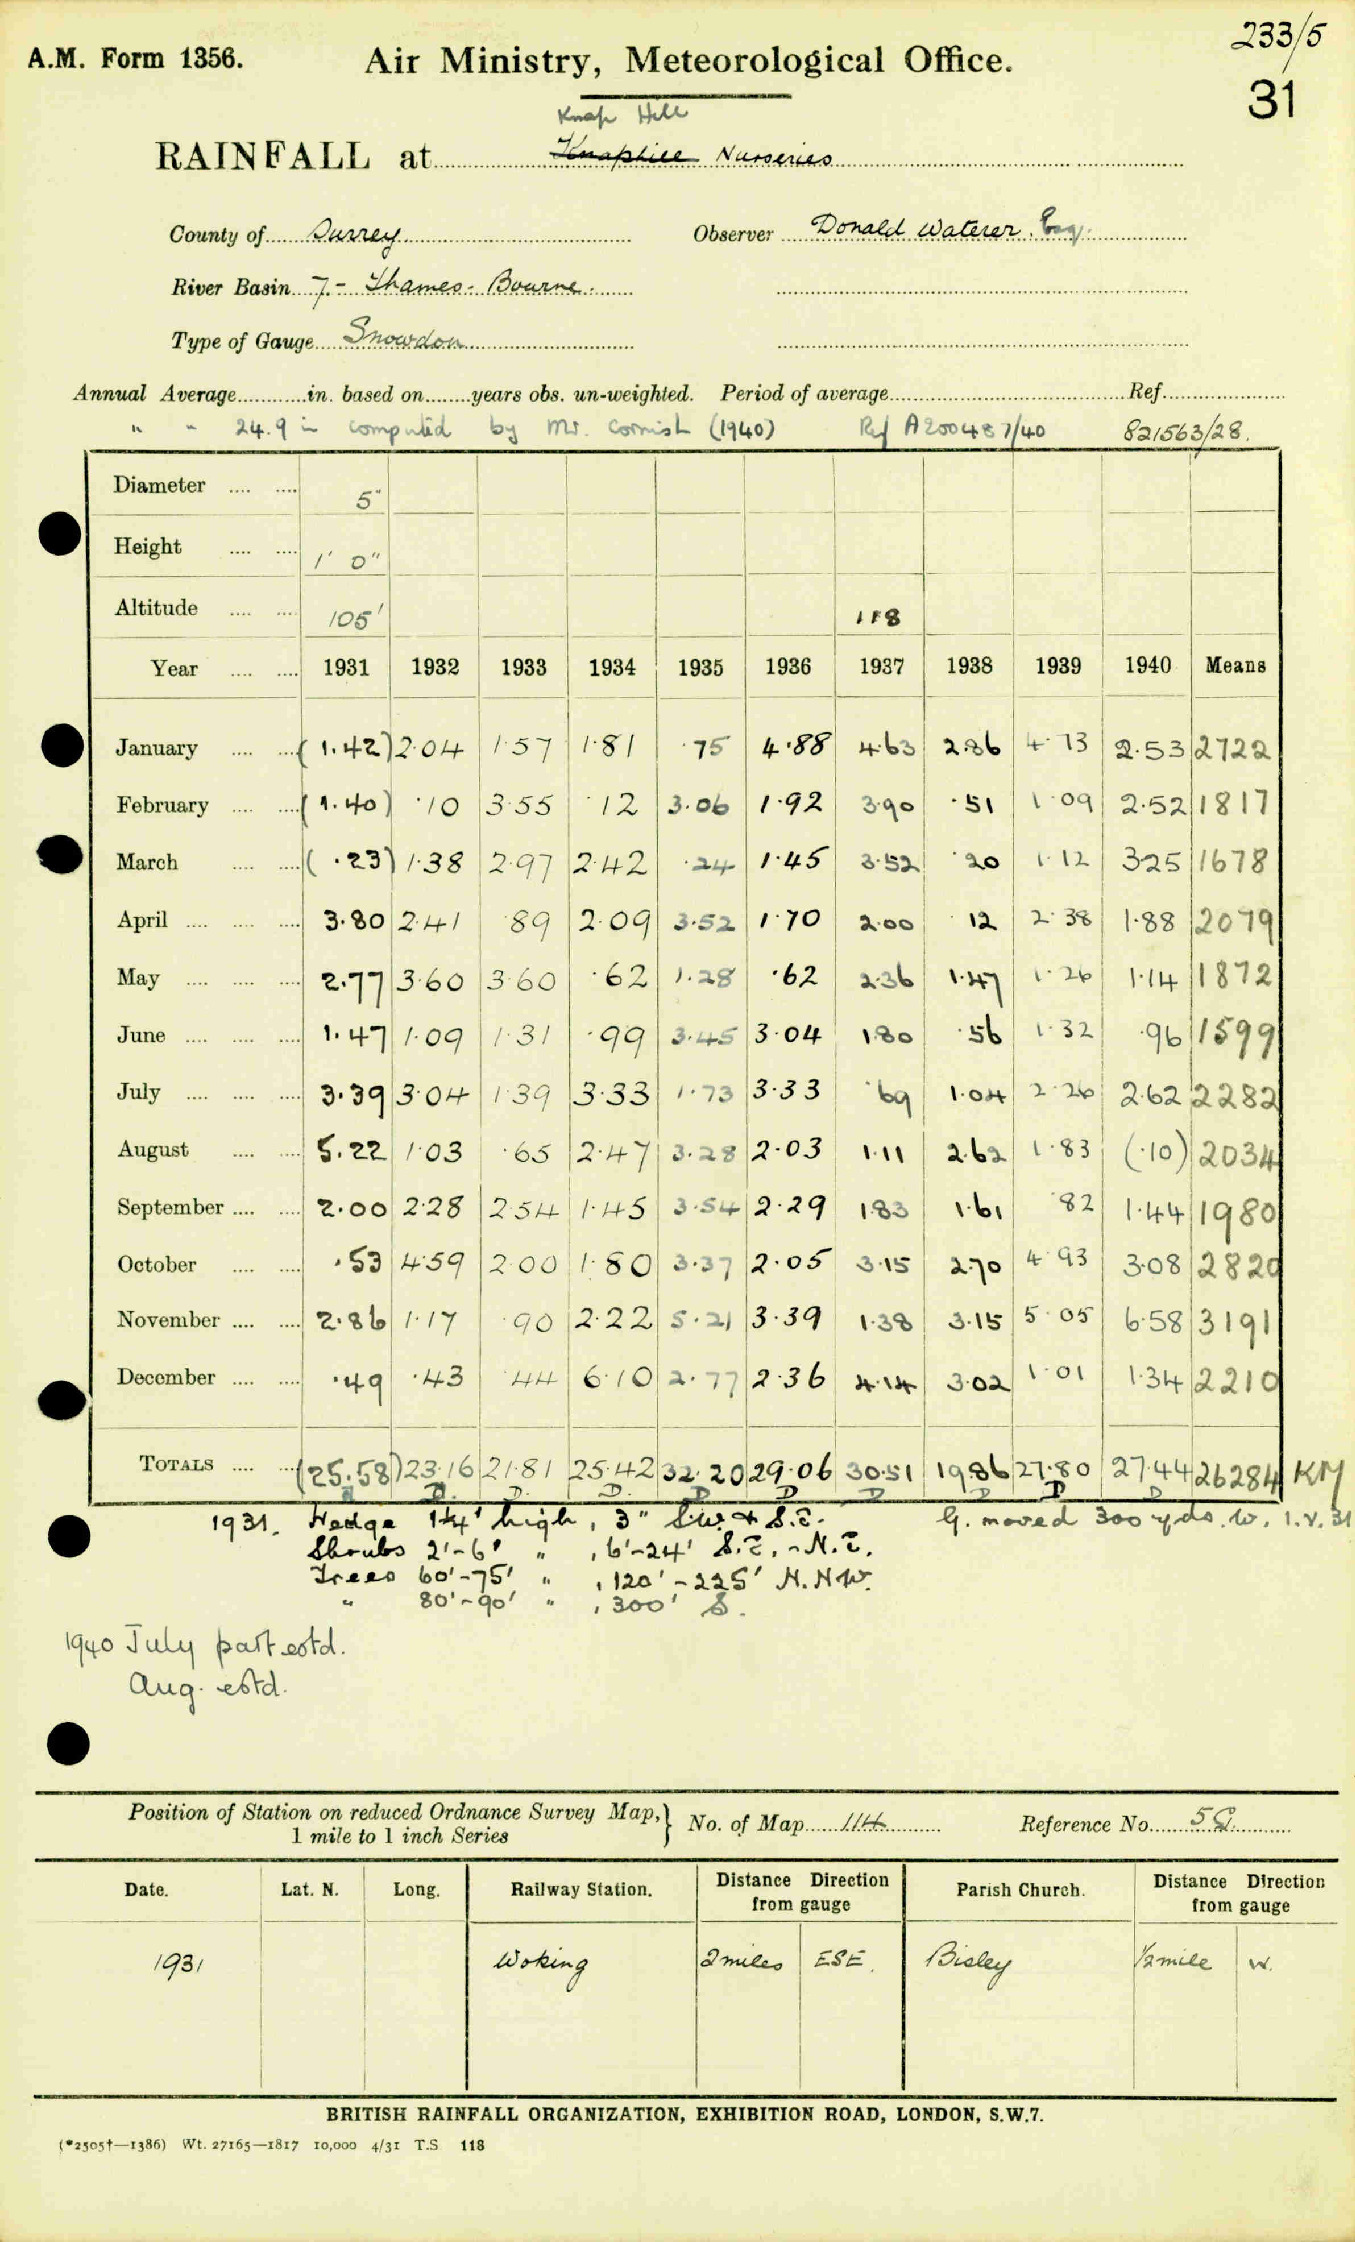 233/5
A.M. Form 1356. Air Ministry, Meteorological Office. 31
Knap Hill
RAINFALL at Knaphill Nurseries
County of Surrey Observer Donald Waterer. Esq.
River Basin 7.- Thames - Bourne.
Type of Gauge Snowdon
Annual Average in. based on years obs. un-weighted. Period of average Ref.
" " 24.9 in computed by Mr. Cornish (1940) Ref A200487/40 821563/28.
Diameter 5"
Height 1' 0"
Altitude 105' 118
Year 1931 1932 1933 1934 1935 1936 1937 1938 1939 1940 Means
January (1.42) 2.04 1.57 1.81 .75 4.88 4.63 2.86 4.73 2.53 2722
February (1.40) .10 3.55 .12 3.06 1.92 3.90 .51 1.09 2.52 1817
March (.23) 1.38 2.97 2.42 .24 1.45 3.52 .20 1.12 3.25 1678
April 3.80 2.41 .89 2.09 3.52 1.70 2.00 .12 2.38 1.88 2079
May 2.77 3.60 3.60 .62 1.28 .62 2.36 1.47 1.26 1.14 1872
June 1.47 1.09 1.31 .99 3.45 3.04 1.80 .56 1.32 .96 1599
July 3.39 3.04 1.39 3.33 1.73 3.33 .69 1.04 2.26 2.62 2282
August 5.22 1.03 .65 2.47 3.28 2.03 1.11 2.62 1.83 (.10) 2034
September 2.00 2.28 2.54 1.45 3.54 2.29 1.83 1.61 .82 1.44 1980
October .53 4.59 2.00 1.80 3.37 2.05 3.15 2.70 4.93 3.08 2820
November 2.86 1.17 .90 2.22 5.21 3.39 1.38 3.15 5.05 6.58 3191
December .49 .43 .44 6.10 2.77 2.36 4.14 3.02 1.01 1.34 2210
TOTALS (25.58) 23.16 21.81 25.42 32.20 29.06 30.51 19.86 27.80 27.44 26284 KM
D. D. D. D D D D D D
1931. Hedge 1¼' high, 3" S.W. & S.E. G. moved 300 yds. W. 1.V.31
Shrubs 2'-6' " , 6'-24' S.E. - N.E.
Trees 60'-75' " , 120'-225' N.NW.
" 80'-90' " , 300' S.
1940 July part estd.
Aug. estd.
Position of Station on reduced Ordnance Survey Map,} No. of Map 114 Reference No. 5G
1 mile to 1 inch Series
Date. Lat. N. Long. Railway Station. Distance Direction from gauge Parish Church. Distance Direction from gauge
1931 Woking 2 miles ESE. Bisley ½ mile W.
BRITISH RAINFALL ORGANIZATION, EXHIBITION ROAD, LONDON, S.W.7.
(*2505†—1386) Wt. 27165—1817 10,000 4/31 T.S 118